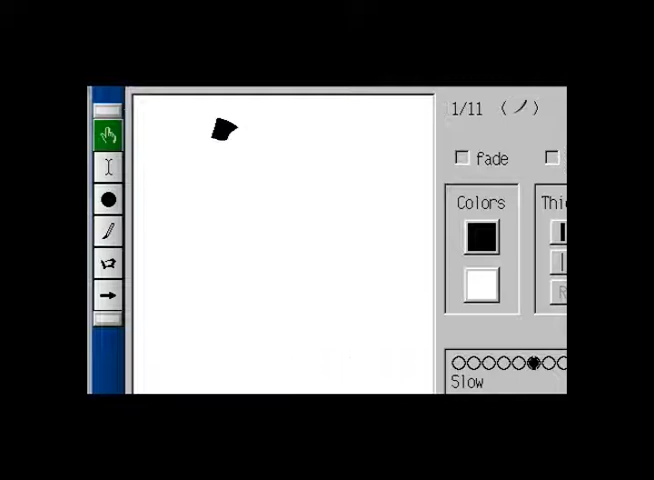 1/11 〈ノ〉
fade
Colors
Thi
R
Slow